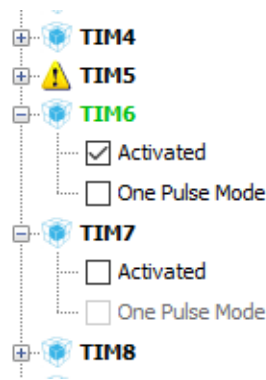 TIM4
TIM5
TIM6
Activated
One Pulse Mode
TIM7
Activated
One Pulse Mode
TIM8